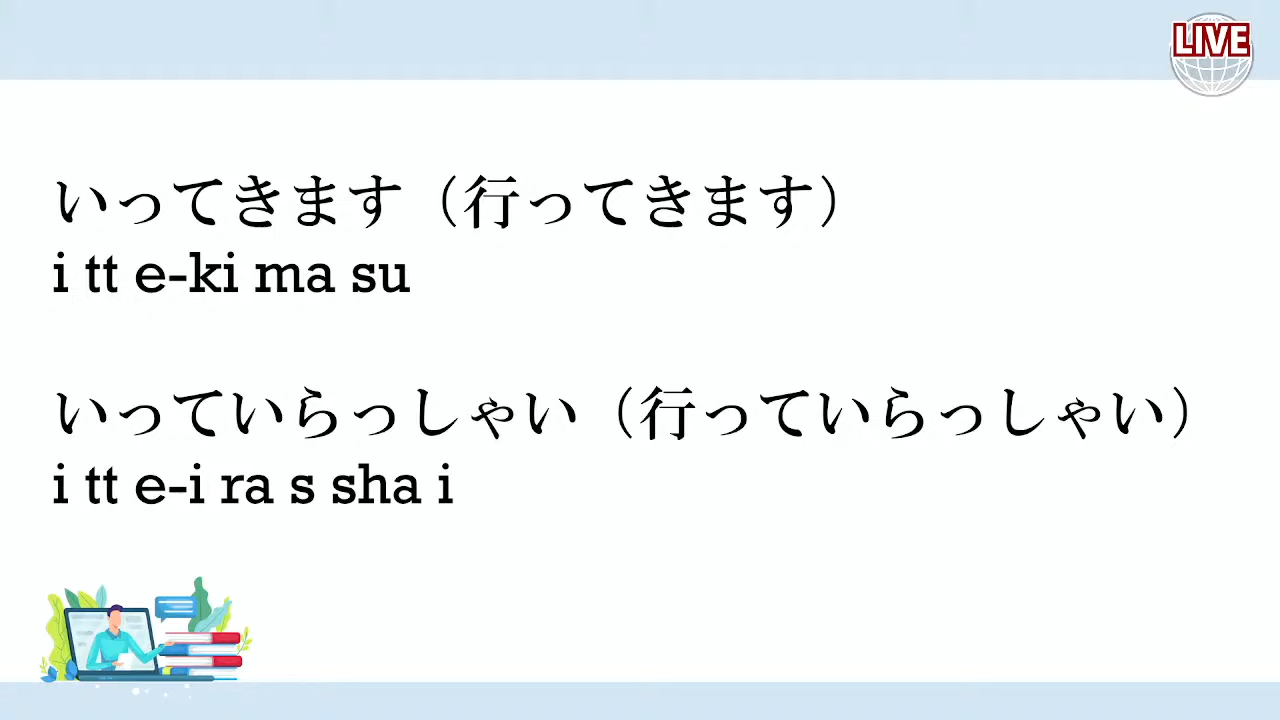 LIVE
いってきます（行ってきます）
i tt e-ki ma su
いっていらっしゃい（行っていらっしゃい）
i tt e-i ra s sha i